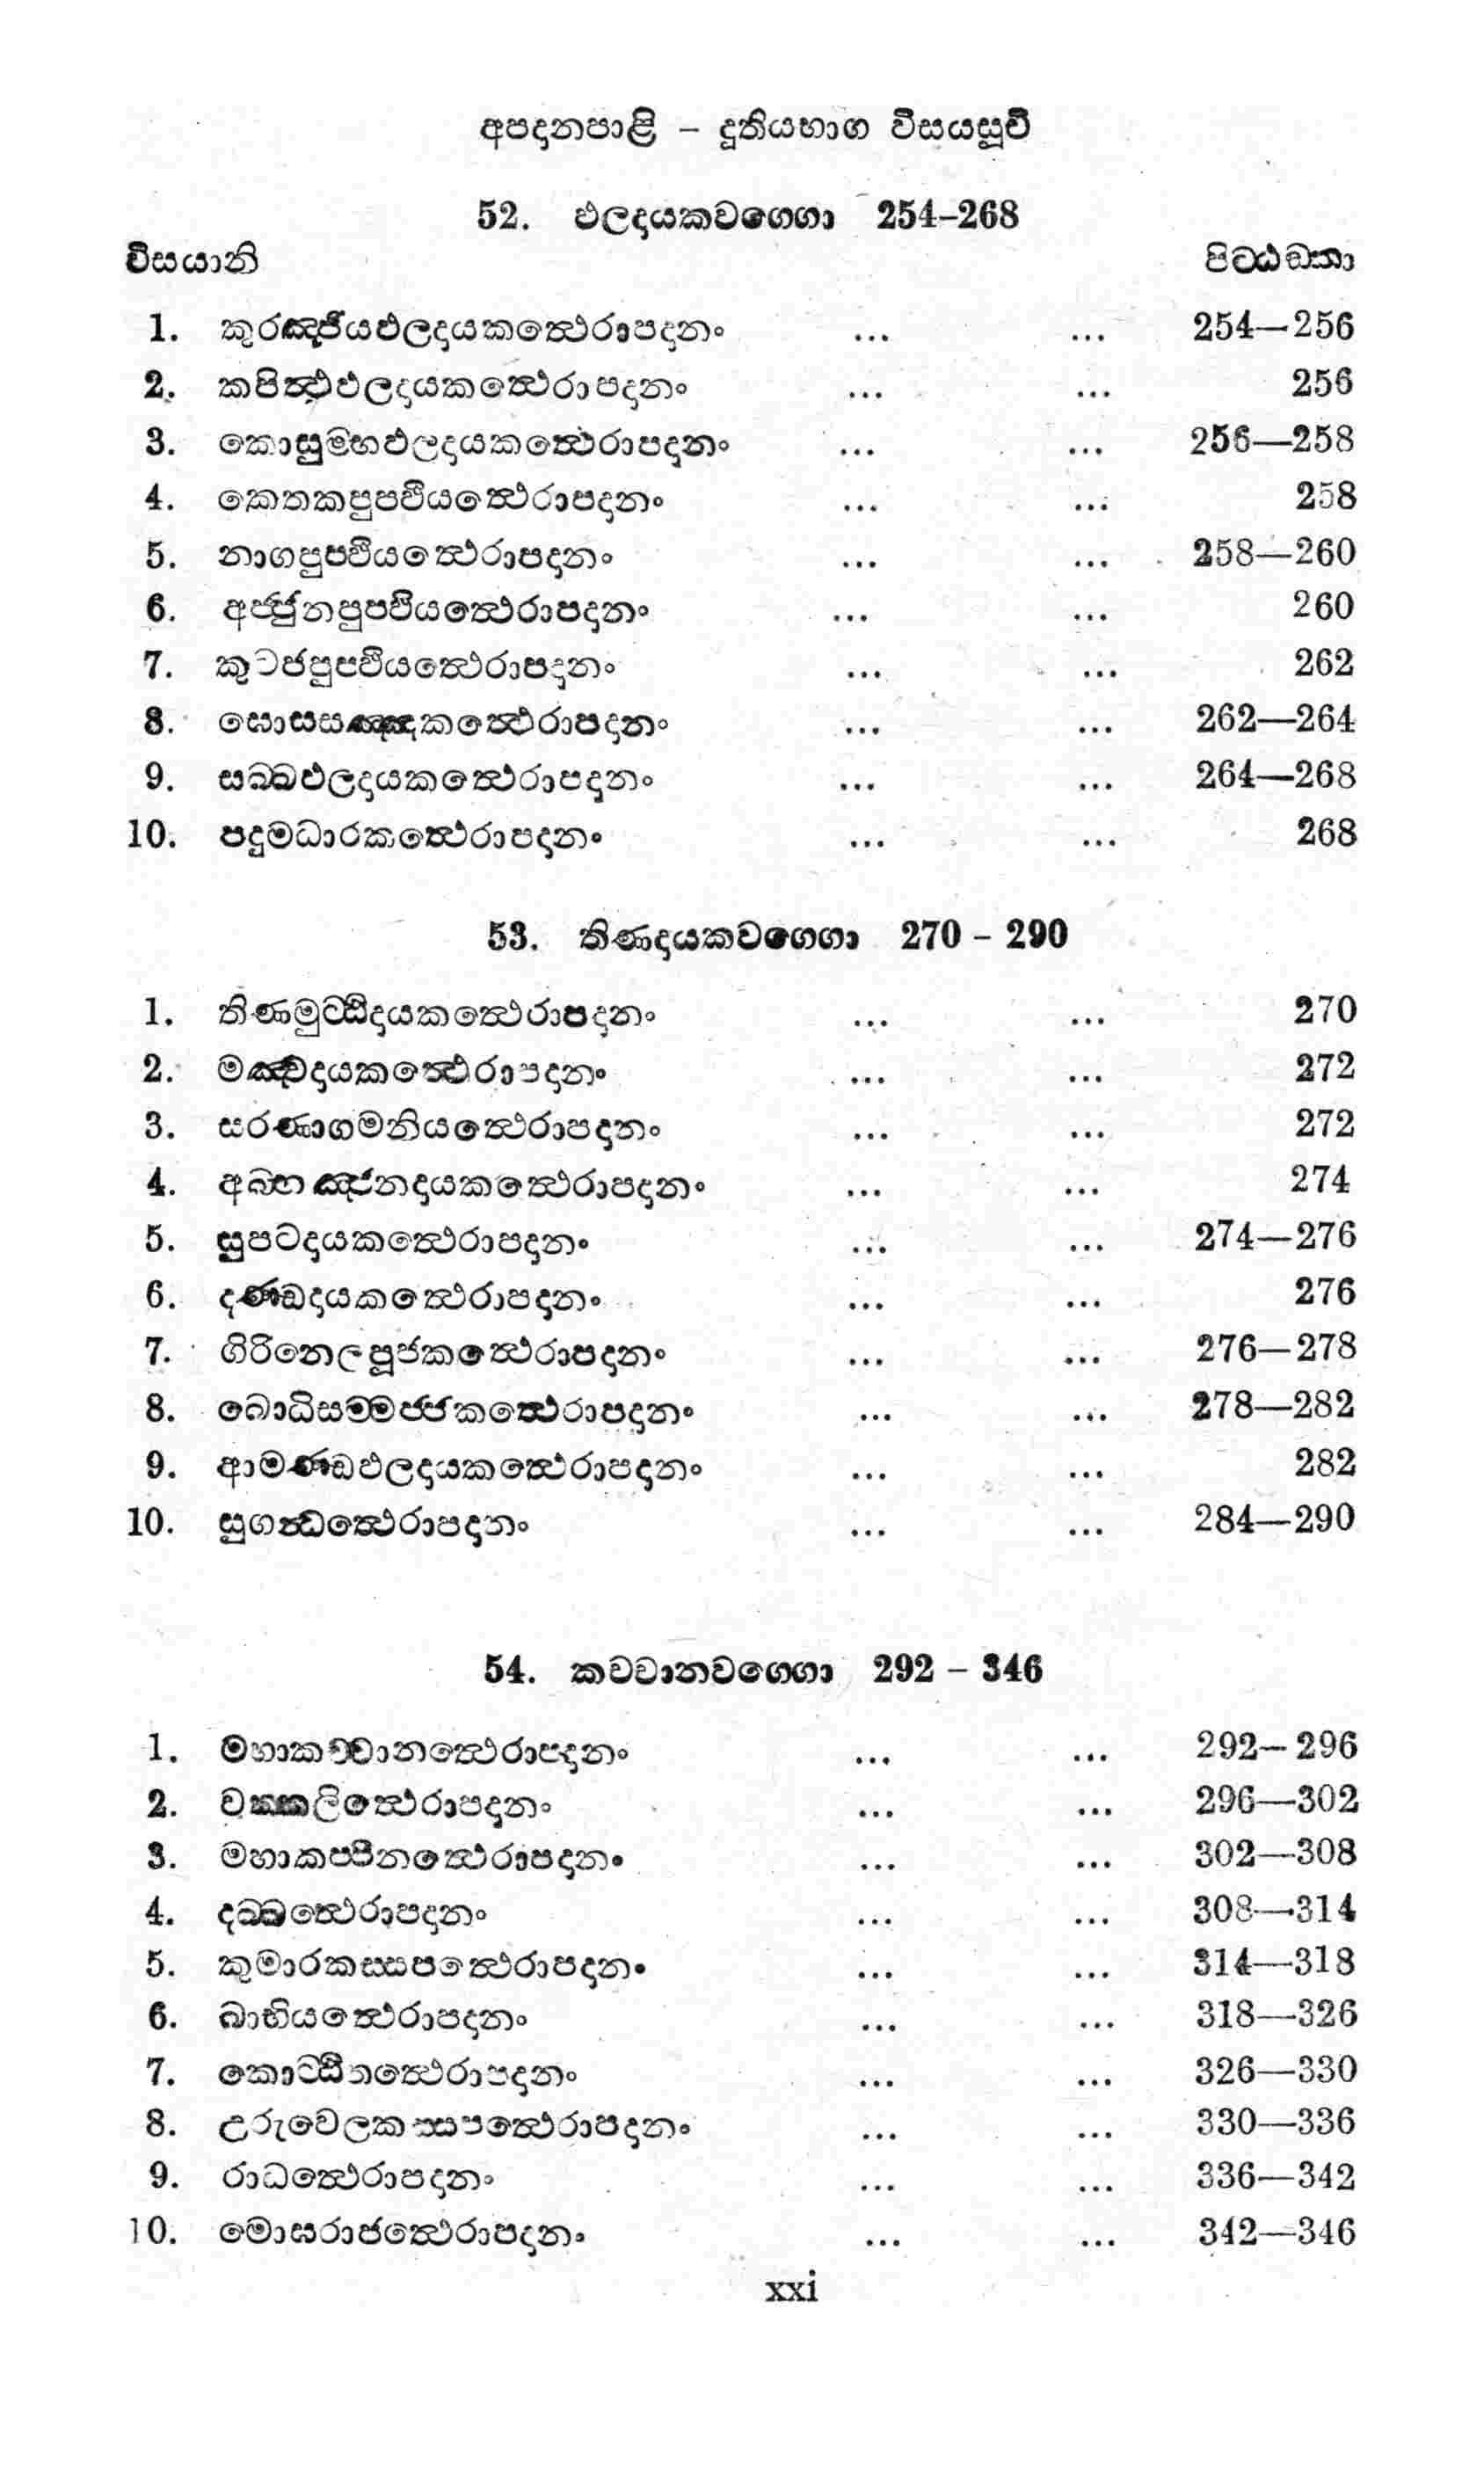 අපදානපාළි – දුතියභාග විසයසූචි
52. ඵලදායකවග්ගො 254–268
විසයානි පිට්ඨඞ්කා
1. කුරඤ්ජියඵලදායකත්ථෙරාපදානං ... ... 254—256
2. කපිත්ථඵලදායකත්ථෙරාපදානං ... ... 256
3. කොසුම්භඵලදායකත්ථෙරාපදානං ... ... 256—258
4. කෙතකපුප්ඵියත්ථෙරාපදානං ... ... 258
5. නාගපුප්ඵියත්ථෙරාපදානං ... ... 258—260
6. අජ්ජුනපුප්ඵියත්ථෙරාපදානං ... ... 260
7. කුටජපුප්ඵියත්ථෙරාපදානං ... ... 262
8. ඝොසසඤ්ඤකත්ථෙරාපදානං ... ... 262—264
9. සබ්බඵලදායකත්ථෙරාපදානං ... ... 264—268
10. පදුමධාරකත්ථෙරාපදානං ... ... 268
53. තිණදායකවග්ගො 270 – 290
1. තිණමුට්ඨිදායකත්ථෙරාපදානං ... ... 270
2. මඤ්චදායකත්ථෙරාපදානං ... ... 272
3. සරණාගමනියත්ථෙරාපදානං ... ... 272
4. අබ්භඤ්ජනදායකත්ථෙරාපදානං ... ... 274
5. සුපටදායකත්ථෙරාපදානං ... ... 274—276
6. දණ්ඩදායකත්ථෙරාපදානං ... ... 276
7. ගිරිනෙලපූජකත්ථෙරාපදානං ... ... 276—278
8. බොධිසම්මජ්ජකත්ථෙරාපදානං ... ... 278—282
9. ආමණ්ඩඵලදායකත්ථෙරාපදානං ... ... 282
10. සුගන්ධත්ථෙරාපදානං ... ... 284—290
54. කච්චානවග්ගො 292 – 346
1. මහාකච්චානත්ථෙරාපදානං ... ... 292—296
2. වක්කලිත්ථෙරාපදානං ... ... 296—302
3. මහාකප්පිනත්ථෙරාපදානං ... ... 302—308
4. දබ්බත්ථෙරාපදානං ... ... 308—314
5. කුමාරකස්සපත්ථෙරාපදානං ... ... 314—318
6. බාහියත්ථෙරාපදානං ... ... 318—326
7. කොට්ඨිතත්ථෙරාපදානං ... ... 326—330
8. උරුවෙලකස්සපත්ථෙරාපදානං ... ... 330—336
9. රාධත්ථෙරාපදානං ... ... 336—342
10. මොඝරාජත්ථෙරාපදානං ... ... 342—346
xxi